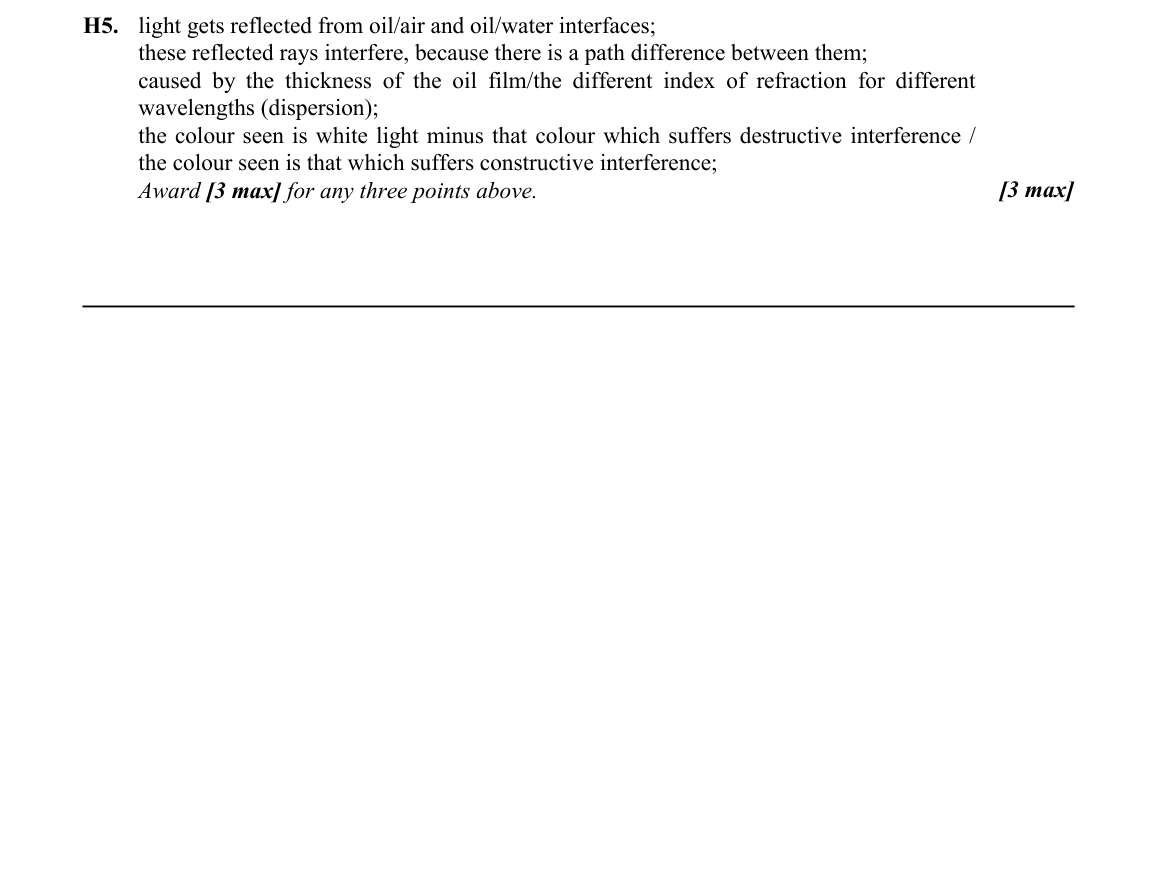 H5. light gets reflected from oil/air and oil/water interfaces;
these reflected rays interfere, because there is a path difference between them;
caused by the thickness of the oil film/the different index of refraction for different
wavelengths (dispersion);
the colour seen is white light minus that colour which suffers destructive interference /
the colour seen is that which suffers constructive interference;
Award [3 max] for any three points above. [3 max]